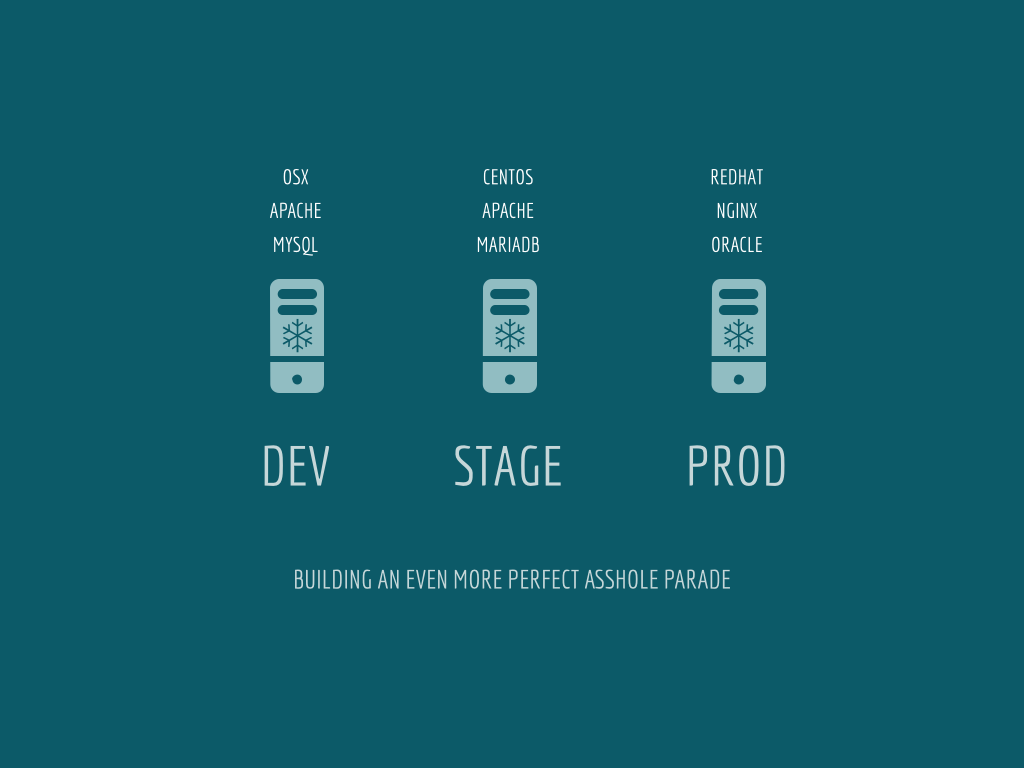 OSX CENTOS REDHAT
APACHE APACHE NGINX
MYSQL MARIADB ORACLE
DEV STAGE PROD
BUILDING AN EVEN MORE PERFECT ASSHOLE PARADE